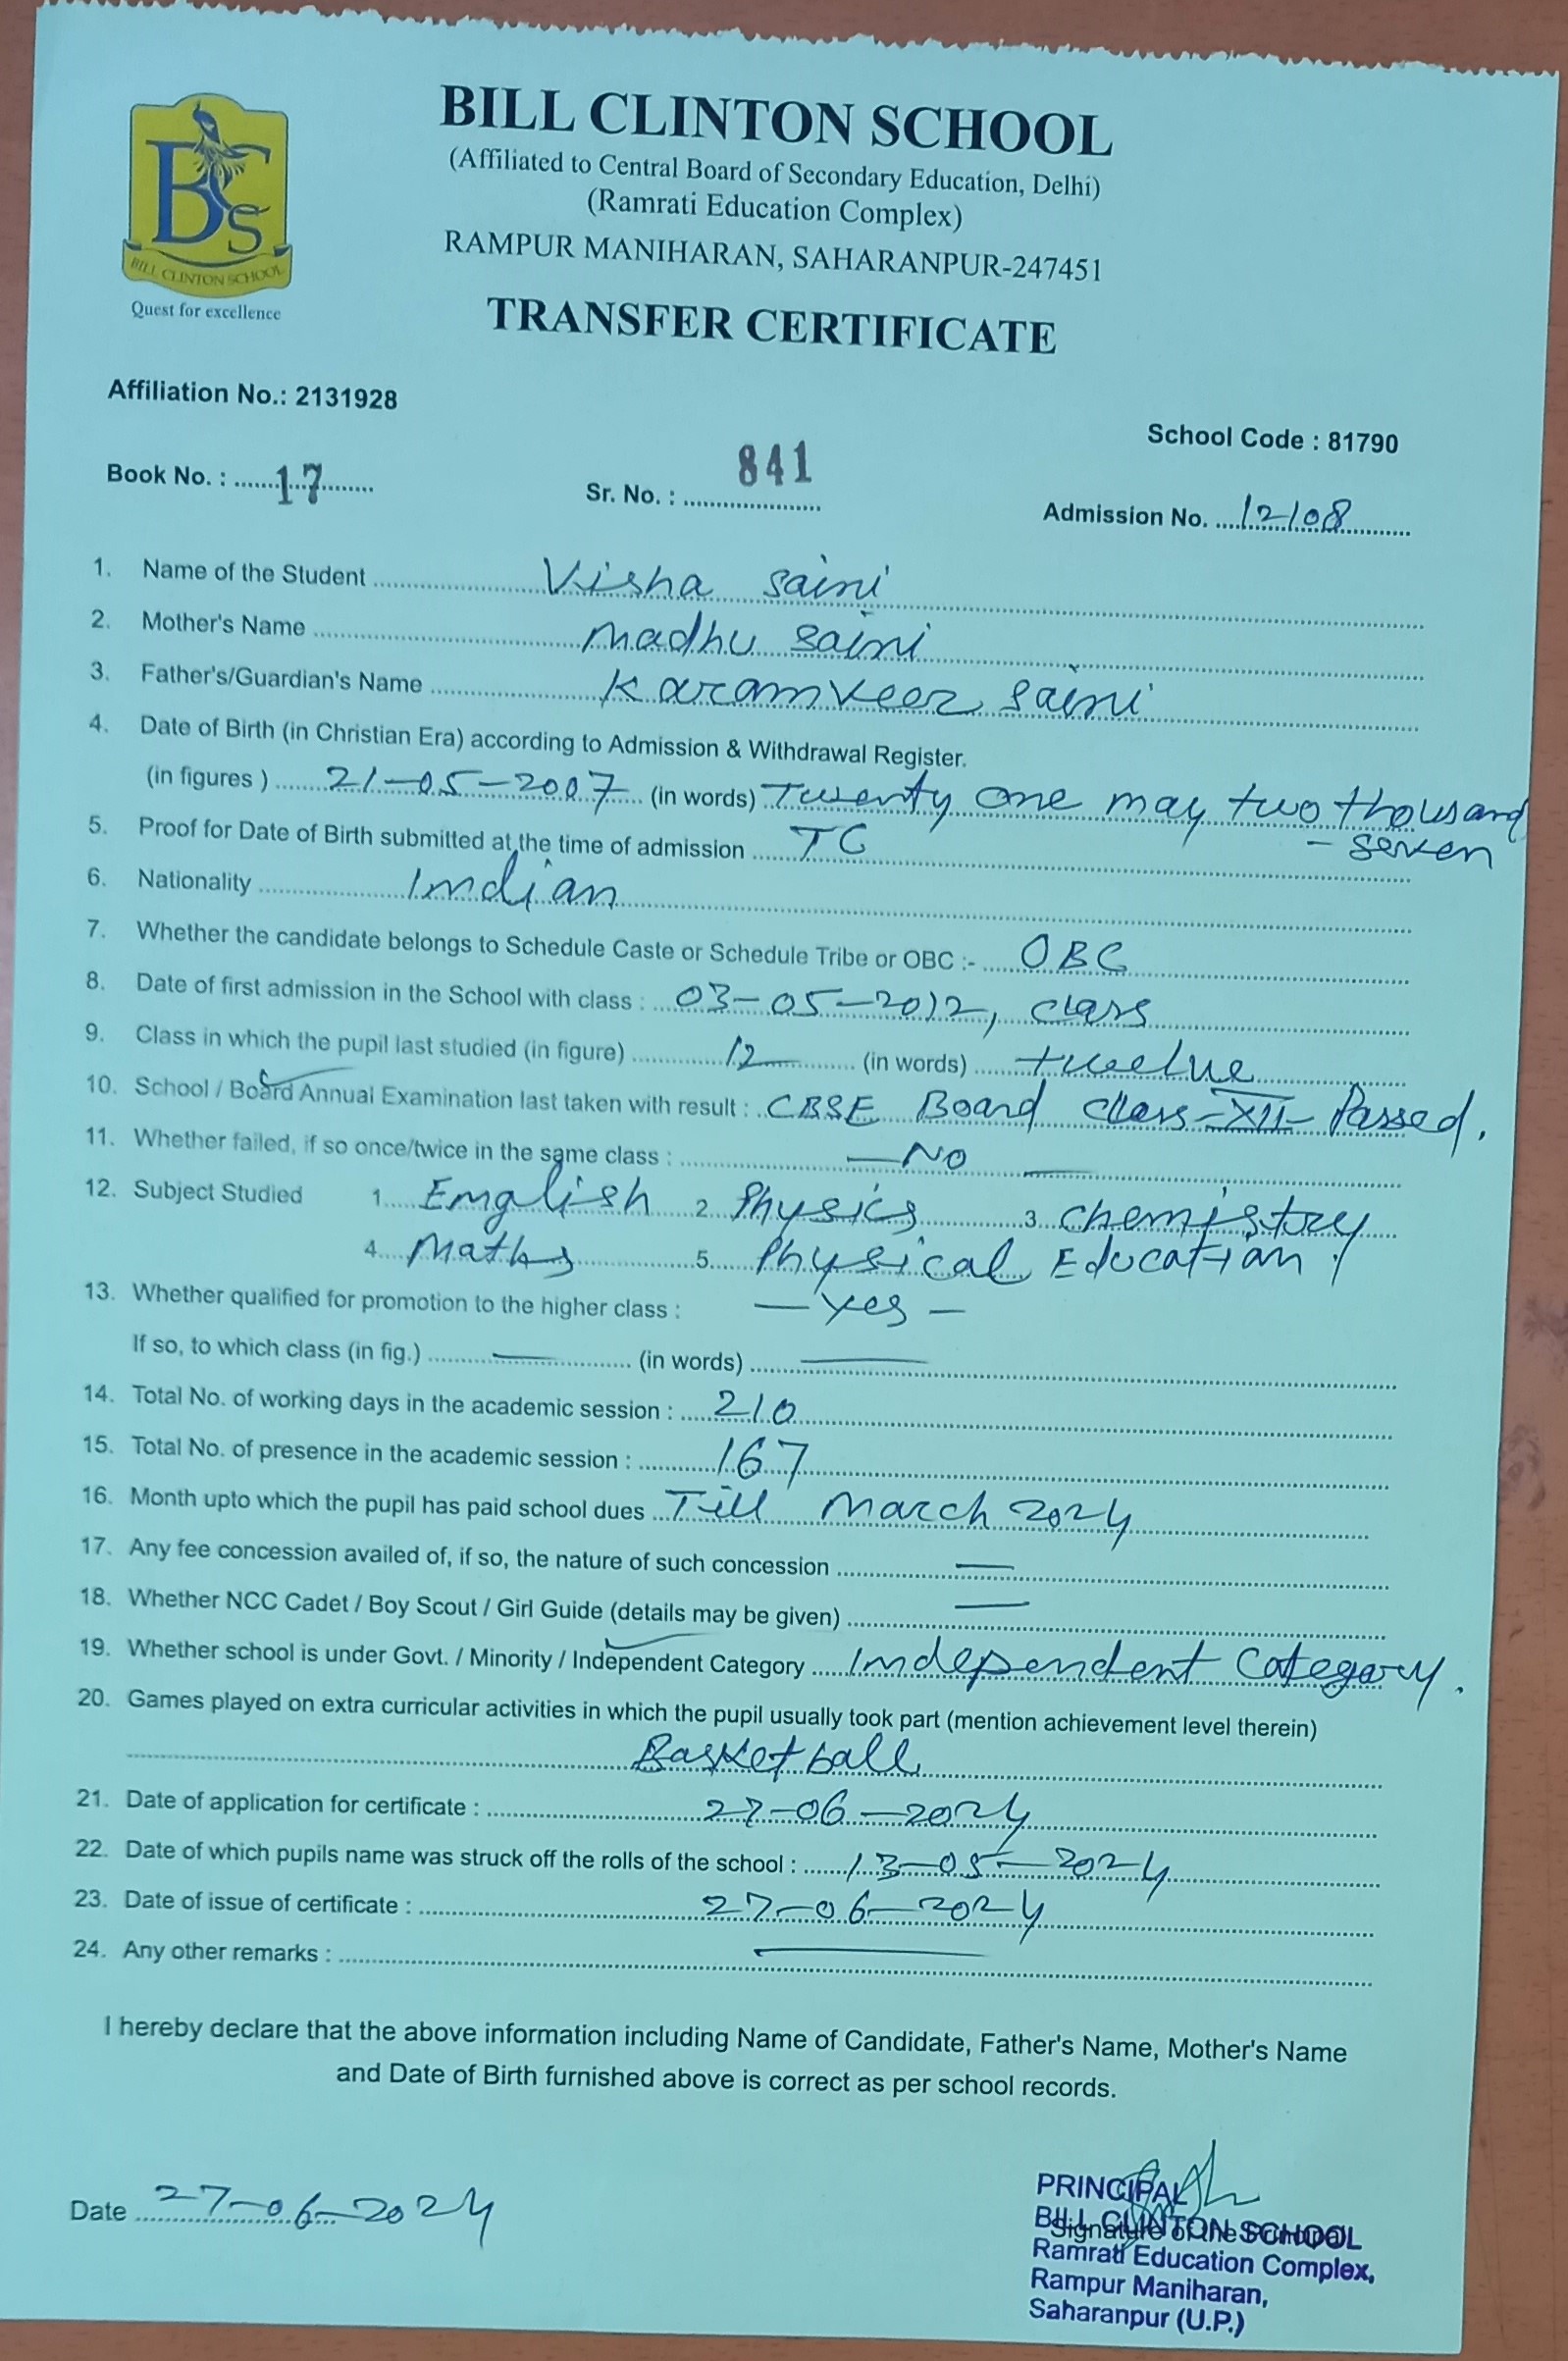 BILL CLINTON SCHOOL
(Affiliated to Central Board of Secondary Education, Delhi)
(Ramrati Education Complex)
RAMPUR MANIHARAN, SAHARANPUR-247451
BCS
BILL CLINTON SCHOOL
Quest for excellence
TRANSFER CERTIFICATE
Affiliation No.: 2131928
School Code : 81790
Book No. : 17 Sr. No. : 841 Admission No. 12108
1. Name of the Student Visha Saini
2. Mother's Name Madhu Saini
3. Father's/Guardian's Name Karamveer Saini
4. Date of Birth (in Christian Era) according to Admission & Withdrawal Register.
(in figures ) 21-05-2007 (in words) Twenty one may two thousand
- seven
5. Proof for Date of Birth submitted at the time of admission TC
6. Nationality Indian
7. Whether the candidate belongs to Schedule Caste or Schedule Tribe or OBC :- OBC
8. Date of first admission in the School with class : 03-05-2012, class
9. Class in which the pupil last studied (in figure) 12 (in words) twelve
10. School / Board Annual Examination last taken with result : CBSE Board class-XII- Passed.
11. Whether failed, if so once/twice in the same class : —No —
12. Subject Studied 1. English 2. Physics 3. Chemistry
4. Maths 5. Physical Education.
13. Whether qualified for promotion to the higher class : — Yes -
If so, to which class (in fig.) — (in words) —
14. Total No. of working days in the academic session : 210
15. Total No. of presence in the academic session : 167
16. Month upto which the pupil has paid school dues Till March 2024
17. Any fee concession availed of, if so, the nature of such concession —
18. Whether NCC Cadet / Boy Scout / Girl Guide (details may be given) —
19. Whether school is under Govt. / Minority / Independent Category Independent Category.
20. Games played on extra curricular activities in which the pupil usually took part (mention achievement level therein)
Basketball
21. Date of application for certificate : 27-06-2024
22. Date of which pupils name was struck off the rolls of the school : 13-05-2024
23. Date of issue of certificate : 27-06-2024
24. Any other remarks : —
I hereby declare that the above information including Name of Candidate, Father's Name, Mother's Name
and Date of Birth furnished above is correct as per school records.
Date 27-06-2024
PRINCIPAL
BILL CLINTON SCHOOL
Signature of the Principal
Ramrati Education Complex,
Rampur Maniharan,
Saharanpur (U.P.)